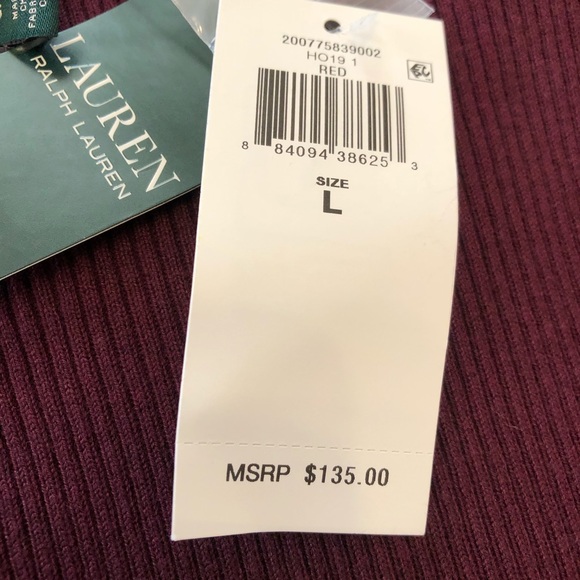 LAUREN
RALPH LAUREN
200775839002
HO19 1
RED
8 84094 38625 3
SIZE
L
MSRP $135.00